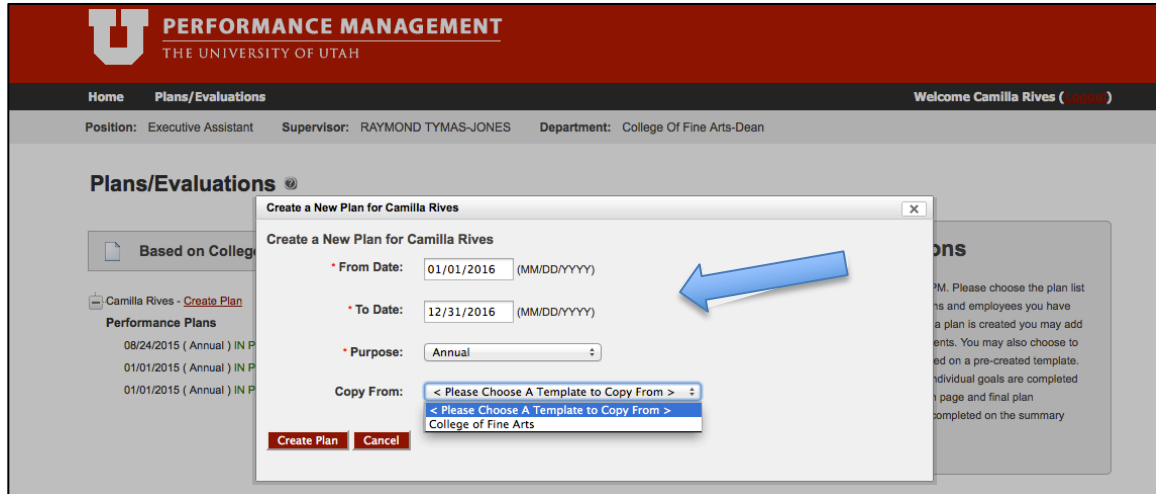 U
PERFORMANCE MANAGEMENT
THE UNIVERSITY OF UTAH
Home Plans/Evaluations Welcome Camilla Rives (Logout)
Position: Executive Assistant Supervisor: RAYMOND TYMAS-JONES Department: College Of Fine Arts-Dean
Plans/Evaluations
Create a New Plan for Camilla Rives X
Create a New Plan for Camilla Rives
* From Date: 01/01/2016 (MM/DD/YYYY)
* To Date: 12/31/2016 (MM/DD/YYYY)
* Purpose: Annual
Copy From: < Please Choose A Template to Copy From >
< Please Choose A Template to Copy From >
College of Fine Arts
Create Plan Cancel
Based on Colleg
Camilla Rives - Create Plan
Performance Plans
08/24/2015 ( Annual ) IN P
01/01/2015 ( Annual ) IN P
01/01/2015 ( Annual ) IN P
ons
PM. Please choose the plan list
ns and employees you have
a plan is created you may add
ents. You may also choose to
ed on a pre-created template.
ndividual goals are completed
page and final plan
completed on the summary